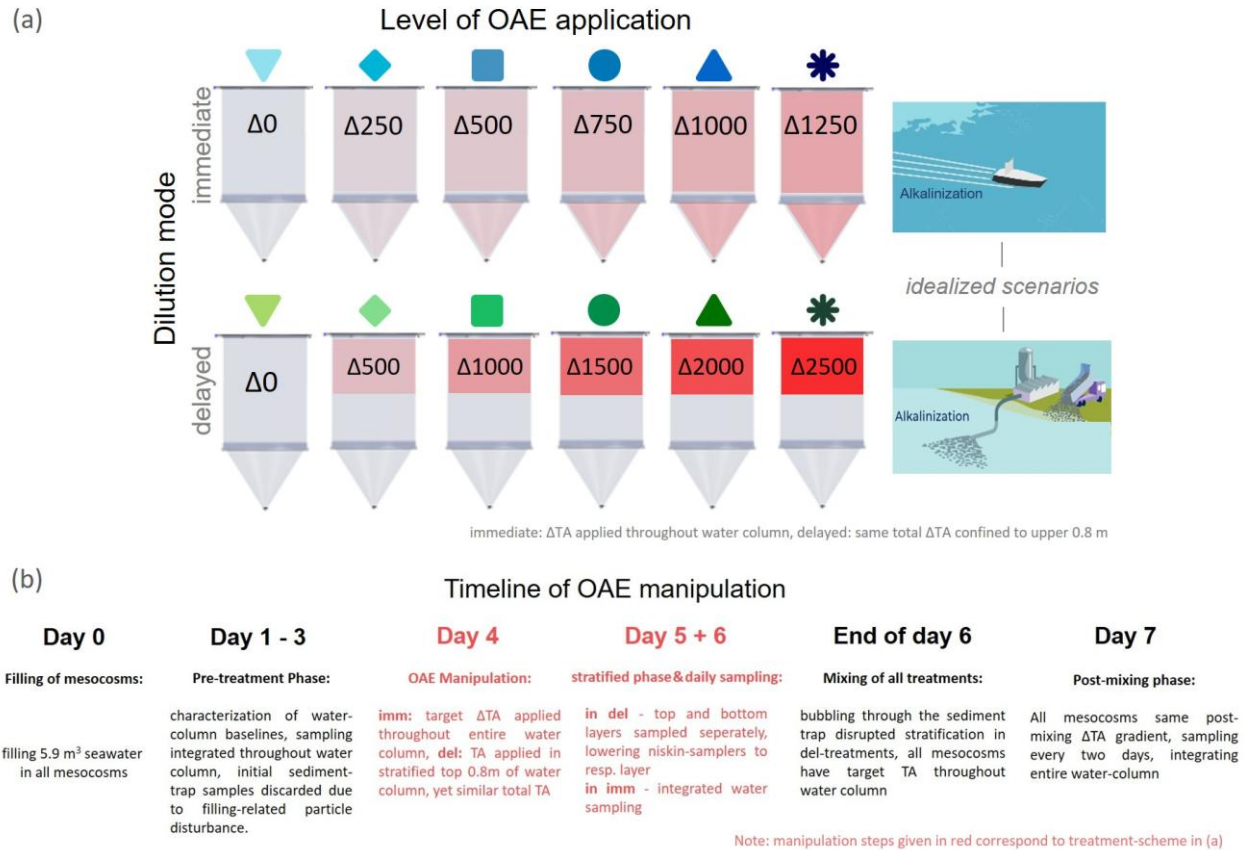 (a)
Level of OAE application
Dilution mode
immediate
Δ0
Δ250
Δ500
Δ750
Δ1000
Δ1250
Alkalinization
idealized scenarios
delayed
Δ0
Δ500
Δ1000
Δ1500
Δ2000
Δ2500
Alkalinization
immediate: ΔTA applied throughout water column, delayed: same total ΔTA confined to upper 0.8 m
(b)
Timeline of OAE manipulation
Day 0
Filling of mesocosms:
filling 5.9 m³ seawater
in all mesocosms
Day 1 - 3
Pre-treatment Phase:
characterization of water-
column baselines, sampling
integrated throughout water
column, initial sediment-
trap samples discarded due
to filling-related particle
disturbance.
Day 4
OAE Manipulation:
imm: target ΔTA applied
throughout entire water
column, del: TA applied in
stratified top 0.8m of water
column, yet similar total TA
Day 5 + 6
stratified phase&daily sampling:
in del - top and bottom
layers sampled seperately,
lowering niskin-samplers to
resp. layer
in imm - integrated water
sampling
End of day 6
Mixing of all treatments:
bubbling through the sediment
trap disrupted stratification in
del-treatments, all mesocosms
have target TA throughout
water column
Day 7
Post-mixing phase:
All mesocosms same post-
mixing ΔTA gradient, sampling
every two days, integrating
entire water-column
Note: manipulation steps given in red correspond to treatment-scheme in (a)